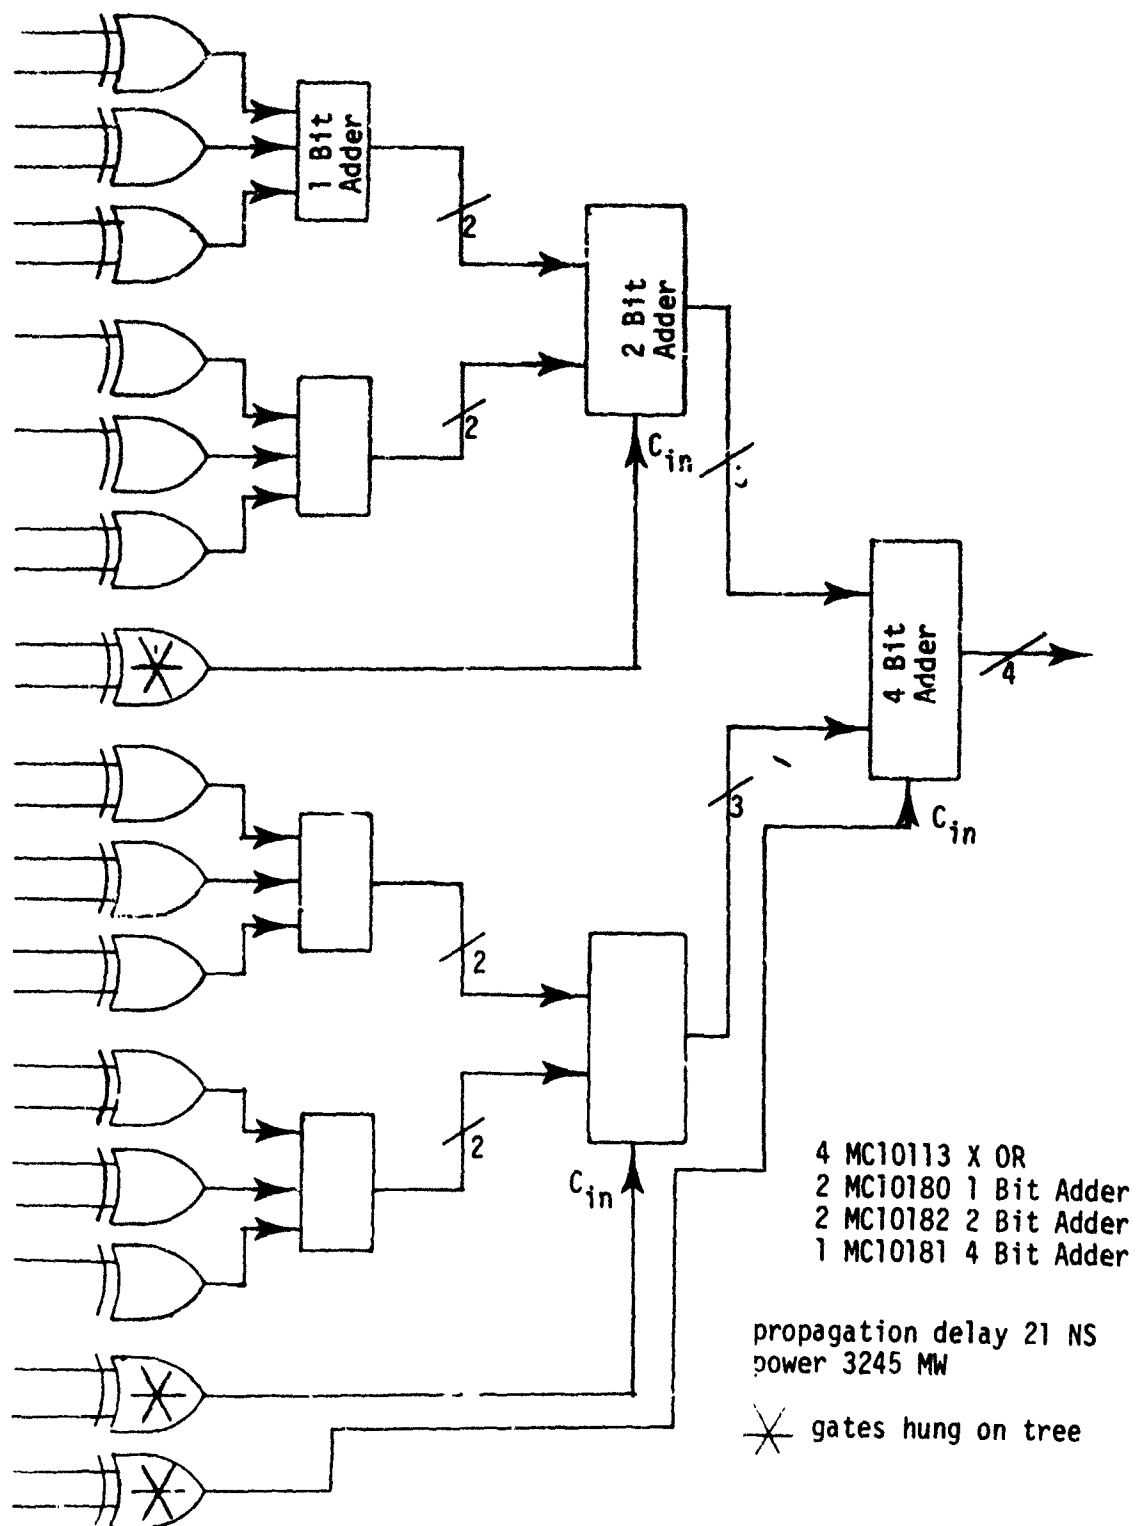 1 Bit
Adder
2
2 Bit
Adder
2
C in
4 Bit
Adder
4
3
C in
2
2
C in
4 MC10113 X OR
2 MC10180 1 Bit Adder
2 MC10182 2 Bit Adder
1 MC10181 4 Bit Adder
propagation delay 21 NS
power 3245 MW
gates hung on tree